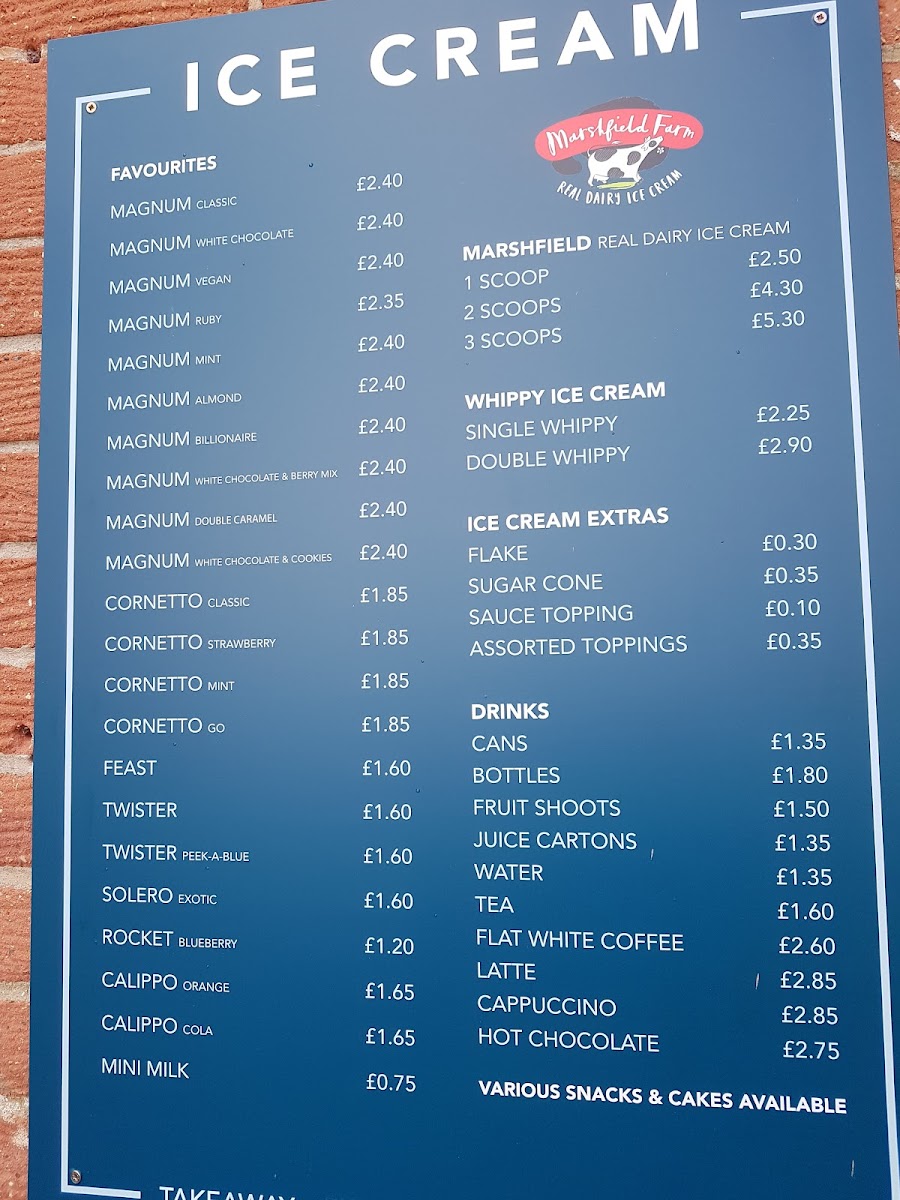 ICE CREAM
FAVOURITES
MAGNUM CLASSIC £2.40
MAGNUM WHITE CHOCOLATE £2.40
MAGNUM VEGAN £2.40
MAGNUM RUBY £2.35
MAGNUM MINT £2.40
MAGNUM ALMOND £2.40
MAGNUM BILLIONAIRE £2.40
MAGNUM WHITE CHOCOLATE & BERRY MIX £2.40
MAGNUM DOUBLE CARAMEL £2.40
MAGNUM WHITE CHOCOLATE & COOKIES £2.40
CORNETTO CLASSIC £1.85
CORNETTO STRAWBERRY £1.85
CORNETTO MINT £1.85
CORNETTO GO £1.85
FEAST £1.60
TWISTER £1.60
TWISTER PEEK-A-BLUE £1.60
SOLERO EXOTIC £1.60
ROCKET BLUEBERRY £1.20
CALIPPO ORANGE £1.65
CALIPPO COLA £1.65
MINI MILK £0.75
Marshfield Farm
REAL DAIRY ICE CREAM
MARSHFIELD REAL DAIRY ICE CREAM
1 SCOOP £2.50
2 SCOOPS £4.30
3 SCOOPS £5.30
WHIPPY ICE CREAM
SINGLE WHIPPY £2.25
DOUBLE WHIPPY £2.90
ICE CREAM EXTRAS
FLAKE £0.30
SUGAR CONE £0.35
SAUCE TOPPING £0.10
ASSORTED TOPPINGS £0.35
DRINKS
CANS £1.35
BOTTLES £1.80
FRUIT SHOOTS £1.50
JUICE CARTONS £1.35
WATER £1.35
TEA £1.60
FLAT WHITE COFFEE £2.60
LATTE £2.85
CAPPUCCINO £2.85
HOT CHOCOLATE £2.75
VARIOUS SNACKS & CAKES AVAILABLE
TAKEAWAY